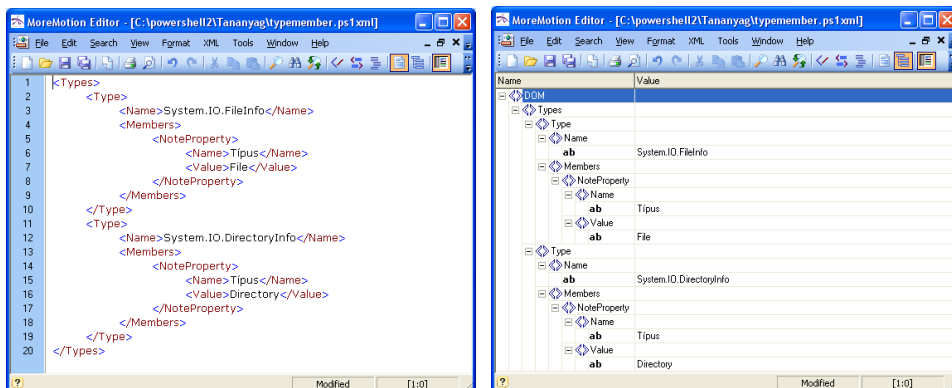 MoreMotion Editor - [C:\powershell2\Tananyag\typemember.ps1xml]
File Edit Search View Format XML Tools Window Help
1 <Types>
2 <Type>
3 <Name>System.IO.FileInfo</Name>
4 <Members>
5 <NoteProperty>
6 <Name>Típus</Name>
7 <Value>File</Value>
8 </NoteProperty>
9 </Members>
10 </Type>
11 <Type>
12 <Name>System.IO.DirectoryInfo</Name>
13 <Members>
14 <NoteProperty>
15 <Name>Típus</Name>
16 <Value>Directory</Value>
17 </NoteProperty>
18 </Members>
19 </Type>
20 </Types>
Modified [1:0]
MoreMotion Editor - [C:\powershell2\Tananyag\typemember.ps1xml]
File Edit Search View Format XML Tools Window Help
Name Value
DOM
Types
Type
Name
ab System.IO.FileInfo
Members
NoteProperty
Name
ab Típus
Value
ab File
Type
Name
ab System.IO.DirectoryInfo
Members
NoteProperty
Name
ab Típus
Value
ab Directory
Modified [1:0]